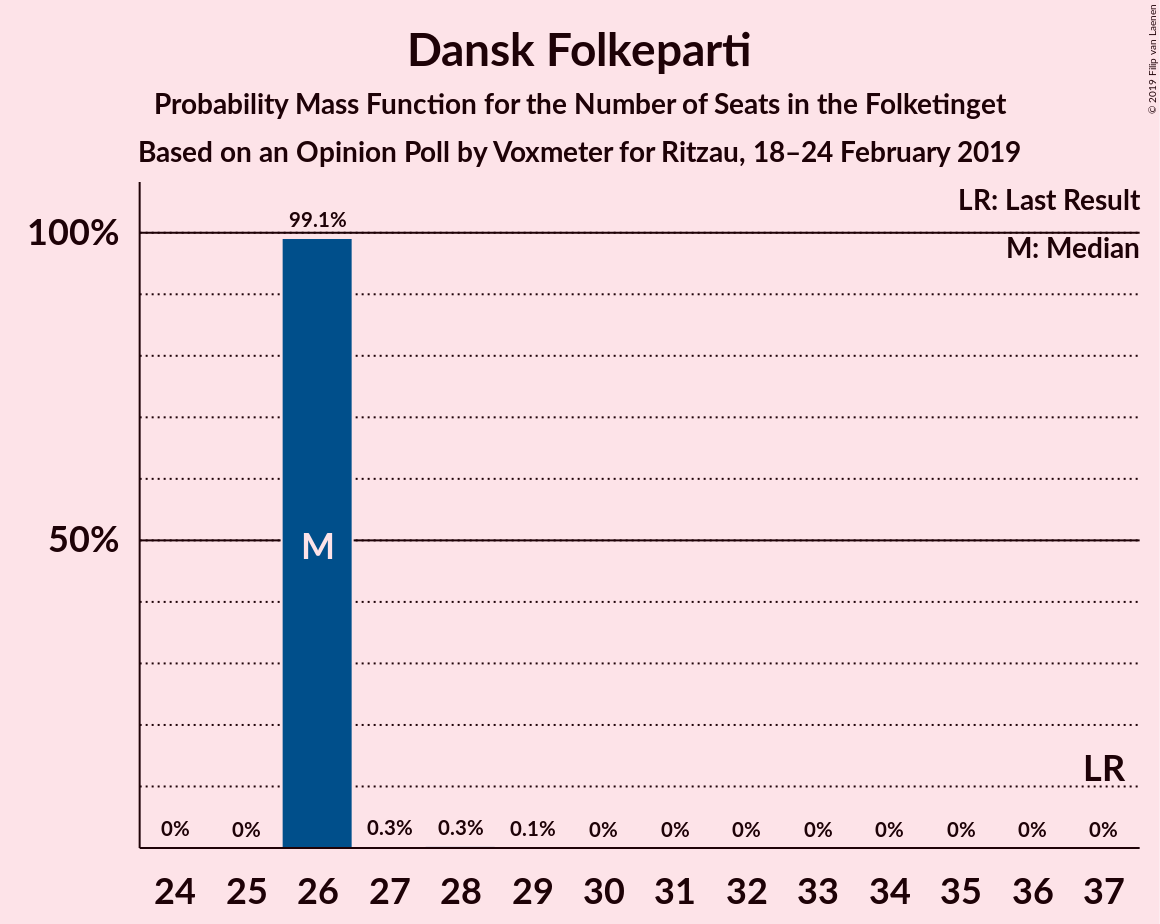 Dansk Folkeparti
Probability Mass Function for the Number of Seats in the Folketinget
Based on an Opinion Poll by Voxmeter for Ritzau, 18–24 February 2019
© 2019 Filip van Laenen
LR: Last Result
M: Median
100%
50%
99.1%
M
LR
0% 0% 0.3% 0.3% 0.1% 0% 0% 0% 0% 0% 0% 0% 0%
24 25 26 27 28 29 30 31 32 33 34 35 36 37